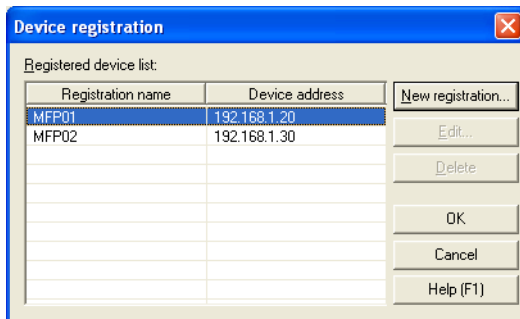 Device registration
Registered device list:
Registration name Device address
MFP01 192.168.1.20
MFP02 192.168.1.30
New registration...
Edit...
Delete
OK
Cancel
Help (F1)